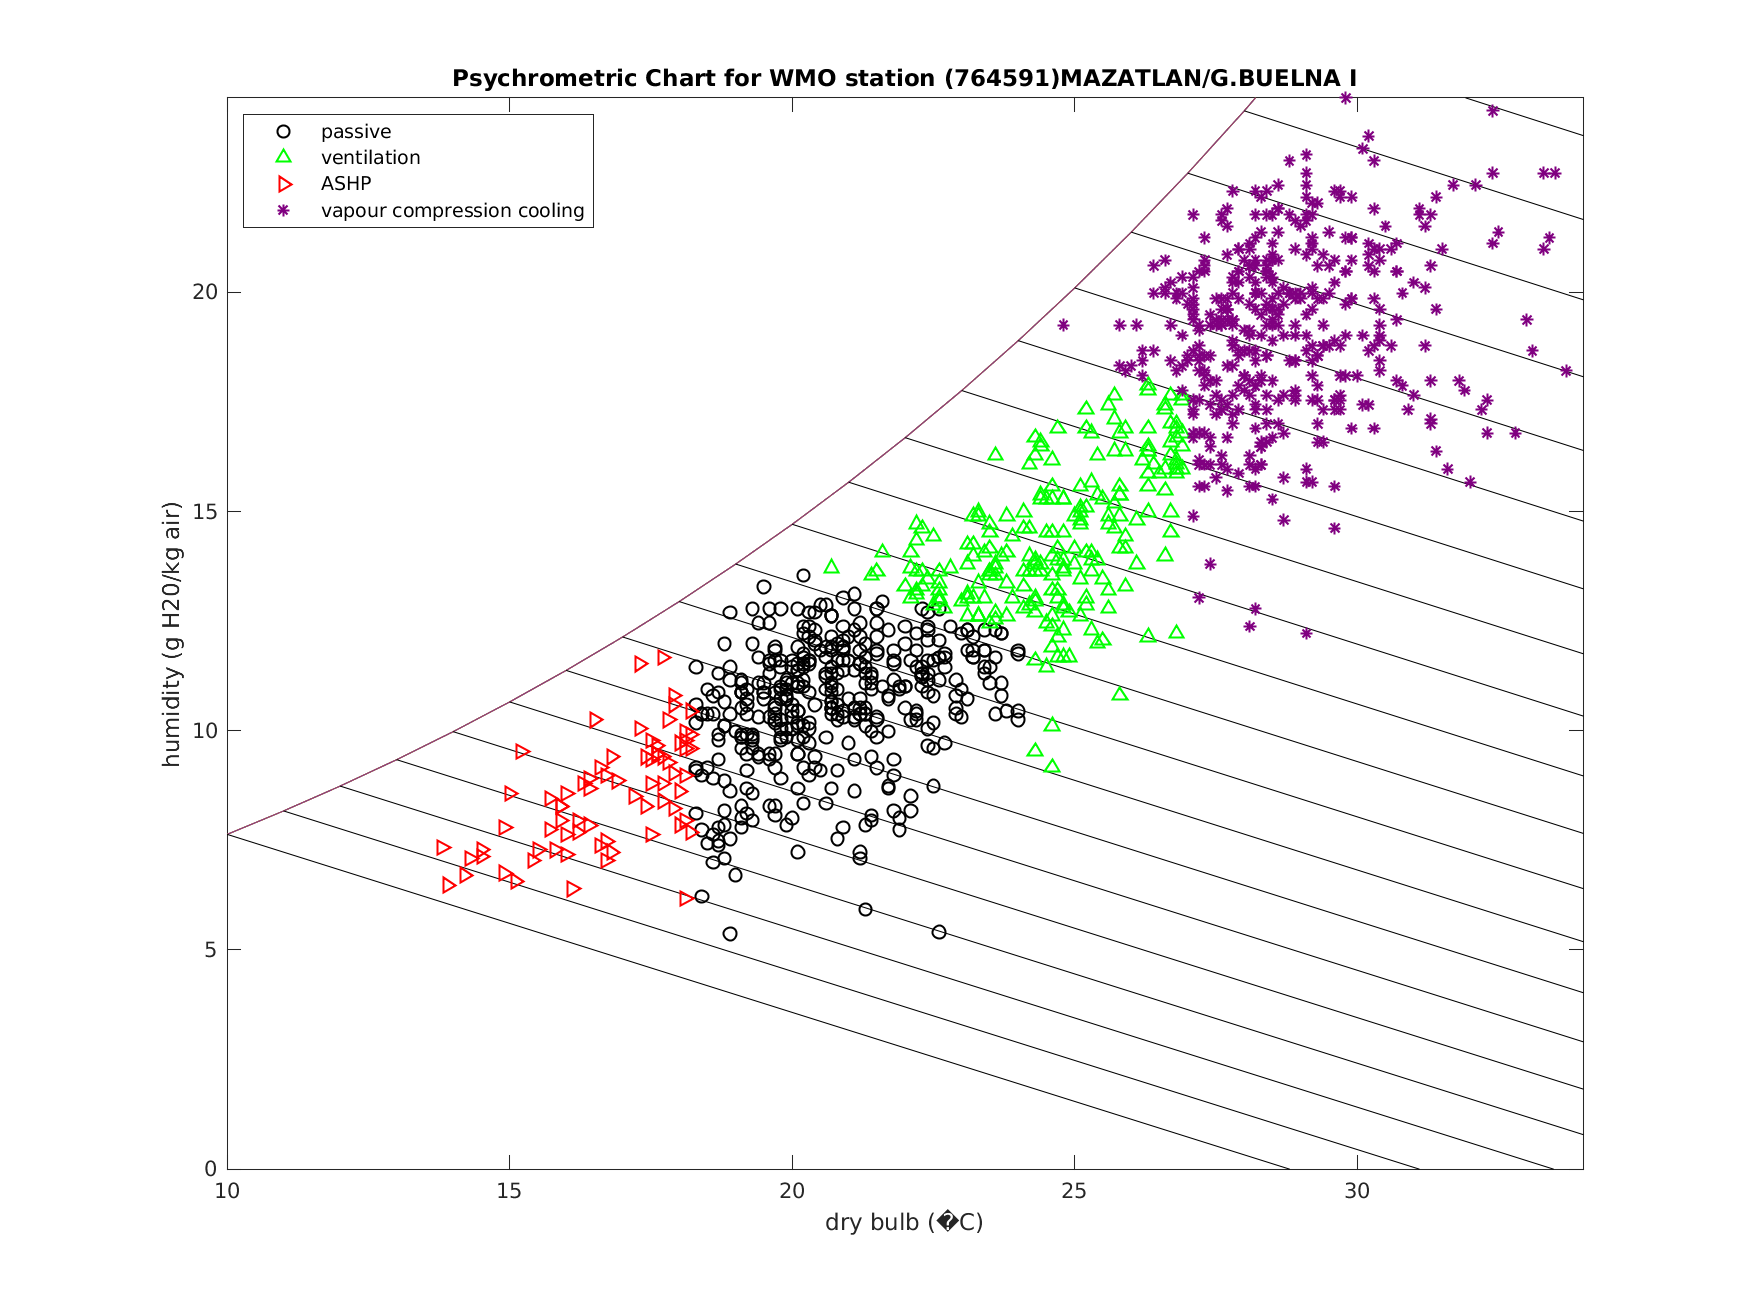 Psychrometric Chart for WMO station (764591)MAZATLAN/G.BUELNA I
passive
ventilation
ASHP
vapour compression cooling
humidity (g H20/kg air)
20
15
10
5
0
10 15 20 25 30
dry bulb (�C)